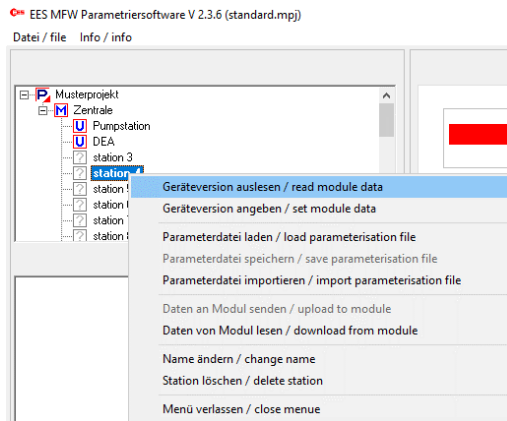 EES EES MFW Parametriersoftware V 2.3.6 (standard.mpj)
Datei / file Info / info
P Musterprojekt
M Zentrale
U Pumpstation
U DEA
? station 3
? station 4
? station
? station
? station
? station
Geräteversion auslesen / read module data
Geräteversion angeben / set module data
Parameterdatei laden / load parameterisation file
Parameterdatei speichern / save parameterisation file
Parameterdatei importieren / import parameterisation file
Daten an Modul senden / upload to module
Daten von Modul lesen / download from module
Name ändern / change name
Station löschen / delete station
Menü verlassen / close menue